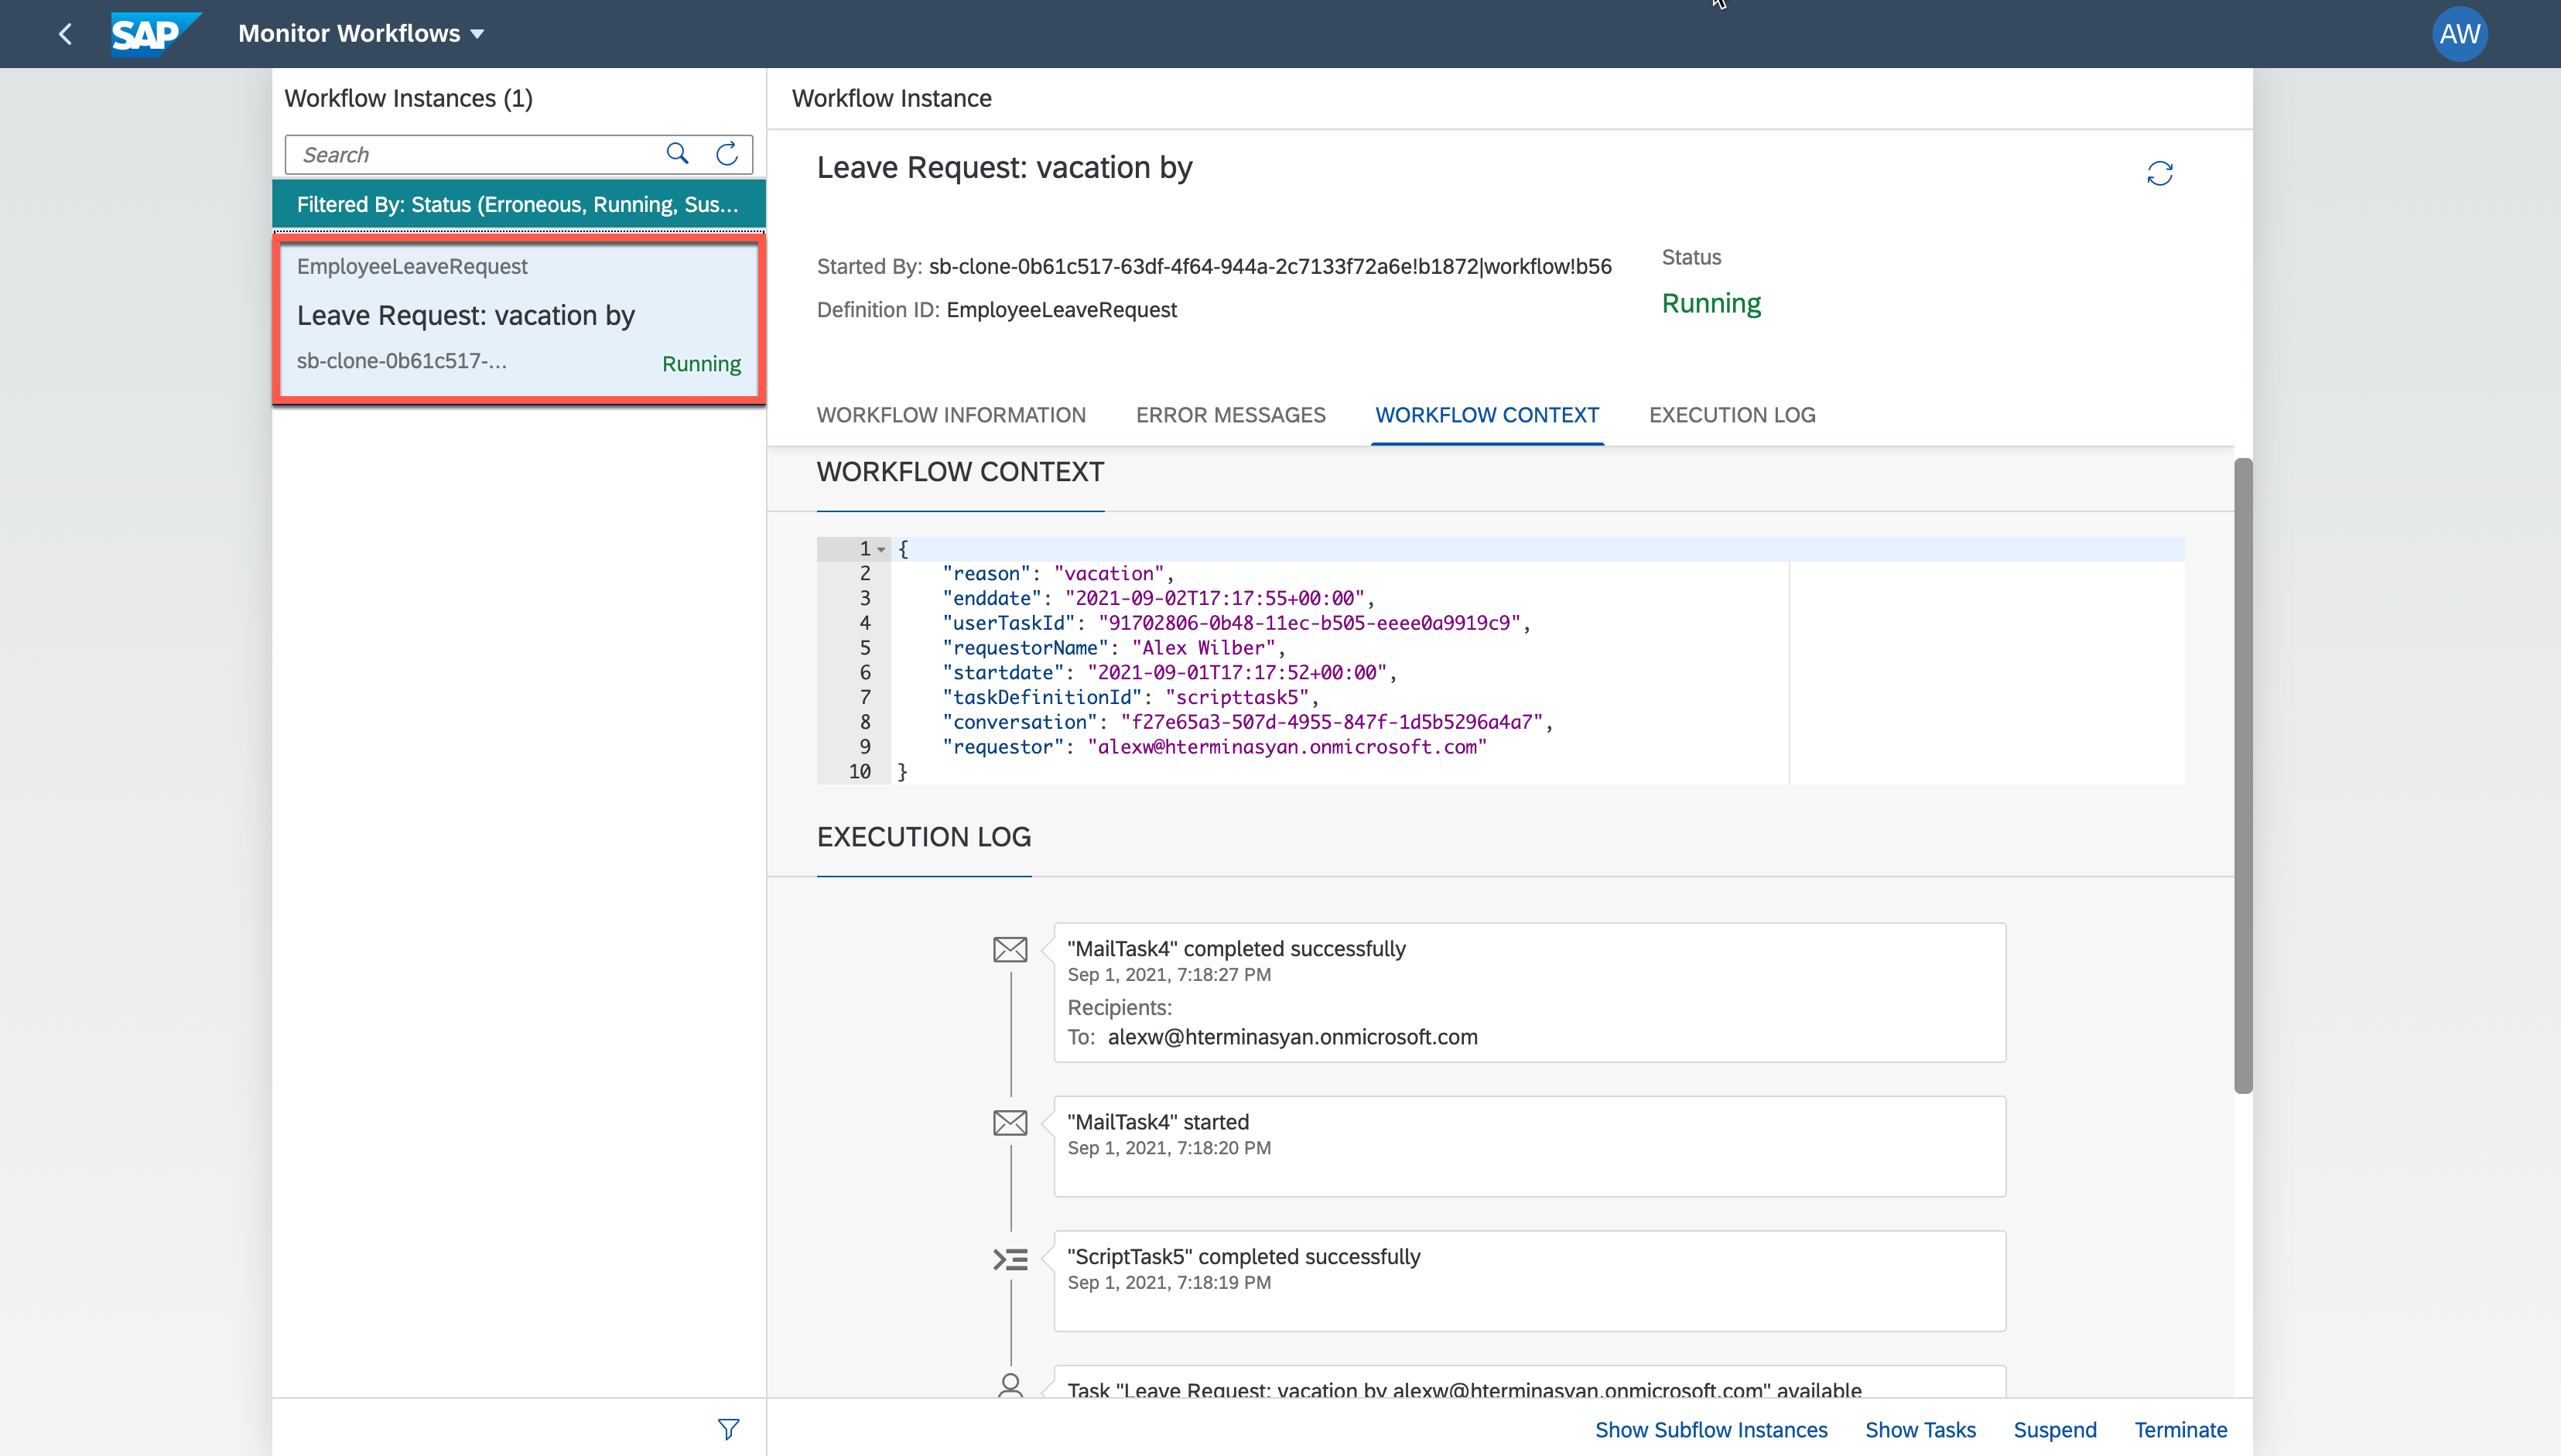 SAP
Monitor Workflows
AW
Workflow Instances (1)
Search
Filtered By: Status (Erroneous, Running, Sus...
EmployeeLeaveRequest
Leave Request: vacation by
sb-clone-0b61c517-...
Running
Workflow Instance
Leave Request: vacation by
Started By: sb-clone-0b61c517-63df-4f64-944a-2c7133f72a6e!b1872|workflow!b56
Definition ID: EmployeeLeaveRequest
Status
Running
WORKFLOW INFORMATION
ERROR MESSAGES
WORKFLOW CONTEXT
EXECUTION LOG
WORKFLOW CONTEXT
1 {
2 "reason": "vacation",
3 "enddate": "2021-09-02T17:17:55+00:00",
4 "userTaskId": "91702806-0b48-11ec-b505-eeee0a9919c9",
5 "requestorName": "Alex Wilber",
6 "startdate": "2021-09-01T17:17:52+00:00",
7 "taskDefinitionId": "scripttask5",
8 "conversation": "f27e65a3-507d-4955-847f-1d5b5296a4a7",
9 "requestor": "alexw@hterminasyan.onmicrosoft.com"
10 }
EXECUTION LOG
"MailTask4" completed successfully
Sep 1, 2021, 7:18:27 PM
Recipients:
To: alexw@hterminasyan.onmicrosoft.com
"MailTask4" started
Sep 1, 2021, 7:18:20 PM
"ScriptTask5" completed successfully
Sep 1, 2021, 7:18:19 PM
Task "Leave Request: vacation by alexw@hterminasyan.onmicrosoft.com" available
Show Subflow Instances
Show Tasks
Suspend
Terminate